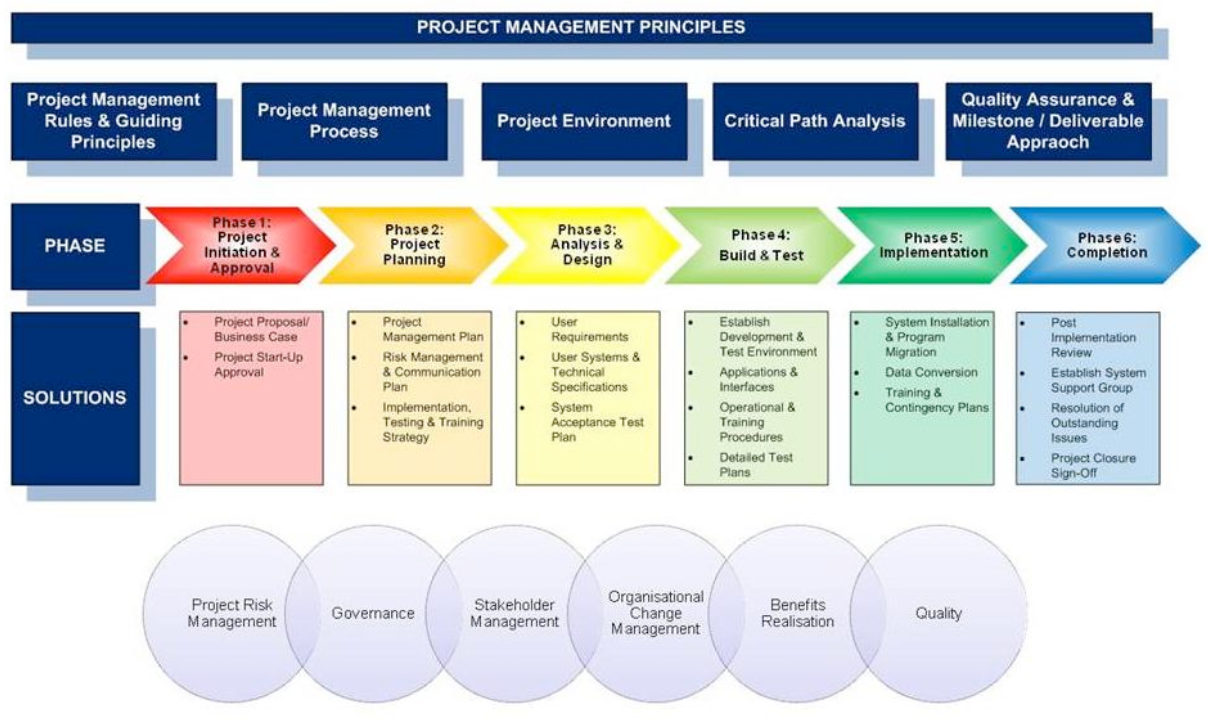 PROJECT MANAGEMENT PRINCIPLES
Project Management
Rules & Guiding
Principles
Project Management
Process
Project Environment
Critical Path Analysis
Quality Assurance &
Milestone / Deliverable
Appraoch
PHASE
Phase 1:
Project
Initiation &
Approval
Phase 2:
Project
Planning
Phase 3:
Analysis &
Design
Phase 4:
Build & Test
Phase 5:
Implementation
Phase 6:
Completion
SOLUTIONS
• Project Proposal/
Business Case
• Project Start-Up
Approval
• Project
Management Plan
• Risk Management
& Communication
Plan
• Implementation,
Testing & Training
Strategy
• User
Requirements
• User Systems &
Technical
Specifications
• System
Acceptance Test
Plan
• Establish
Development &
Test Environment
• Applications &
Interfaces
• Operational &
Training
Procedures
• Detailed Test
Plans
• System Installation
& Program
Migration
• Data Conversion
• Training &
Contingency Plans
• Post
Implementation
Review
• Establish System
Support Group
• Resolution of
Outstanding
Issues
• Project Closure
Sign-Off
Project Risk
Management
Governance
Stakeholder
Management
Organisational
Change
Management
Benefits
Realisation
Quality